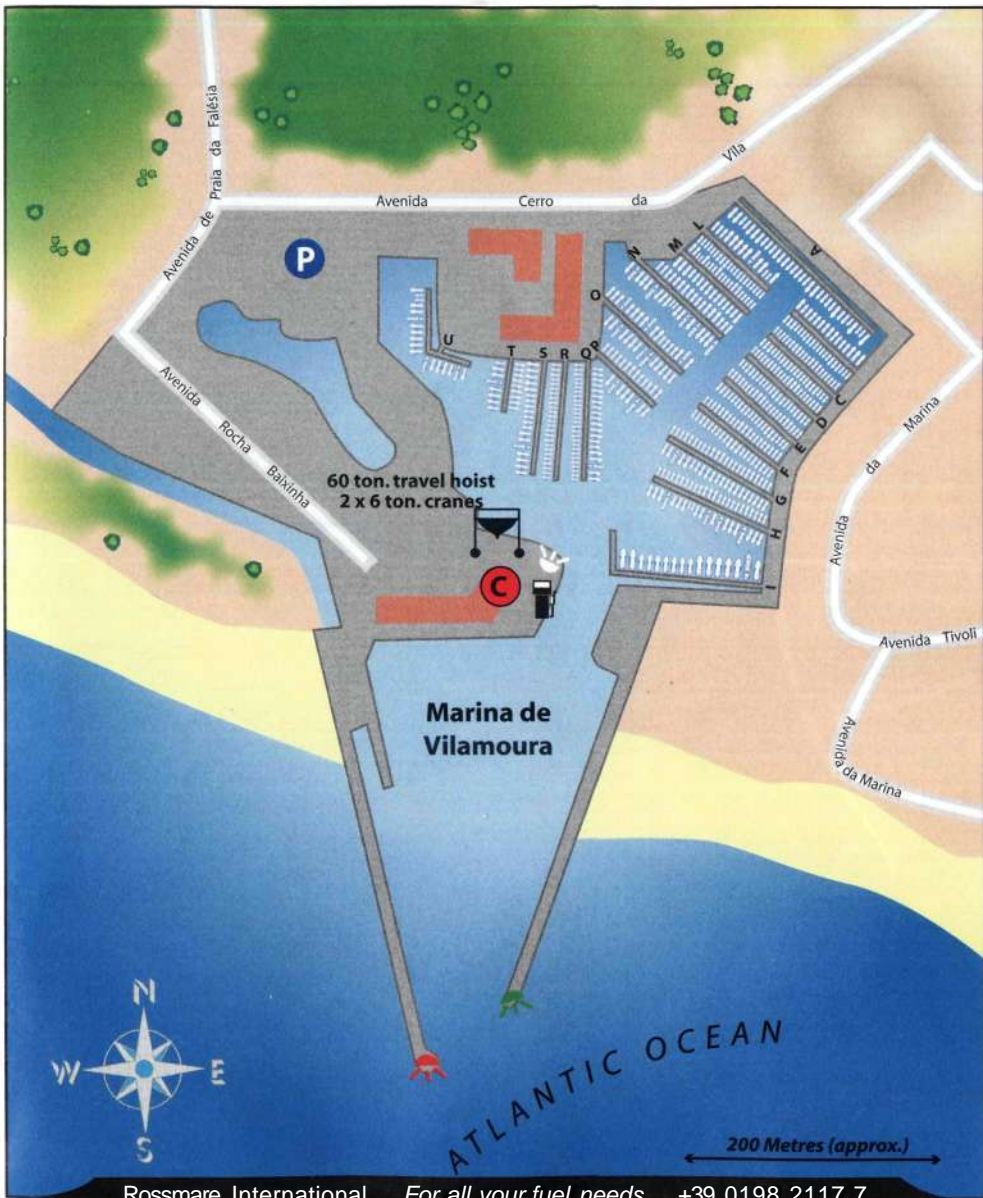 Avenida de Praia da Falésia
Avenida Cerro da Vila
P
A
L
M
N
O
U
T
S
R
Q
P
C
D
E
F
G
H
I
Avenida Rocha Baixinha
60 ton. travel hoist
2 x 6 ton. cranes
C
Avenida da Marina
Avenida Tivoli
Avenida da Marina
Marina de
Vilamoura
N
W
E
S
ATLANTIC OCEAN
200 Metres (approx.)
Rossmare International For all your fuel needs +39 0198 2117 7